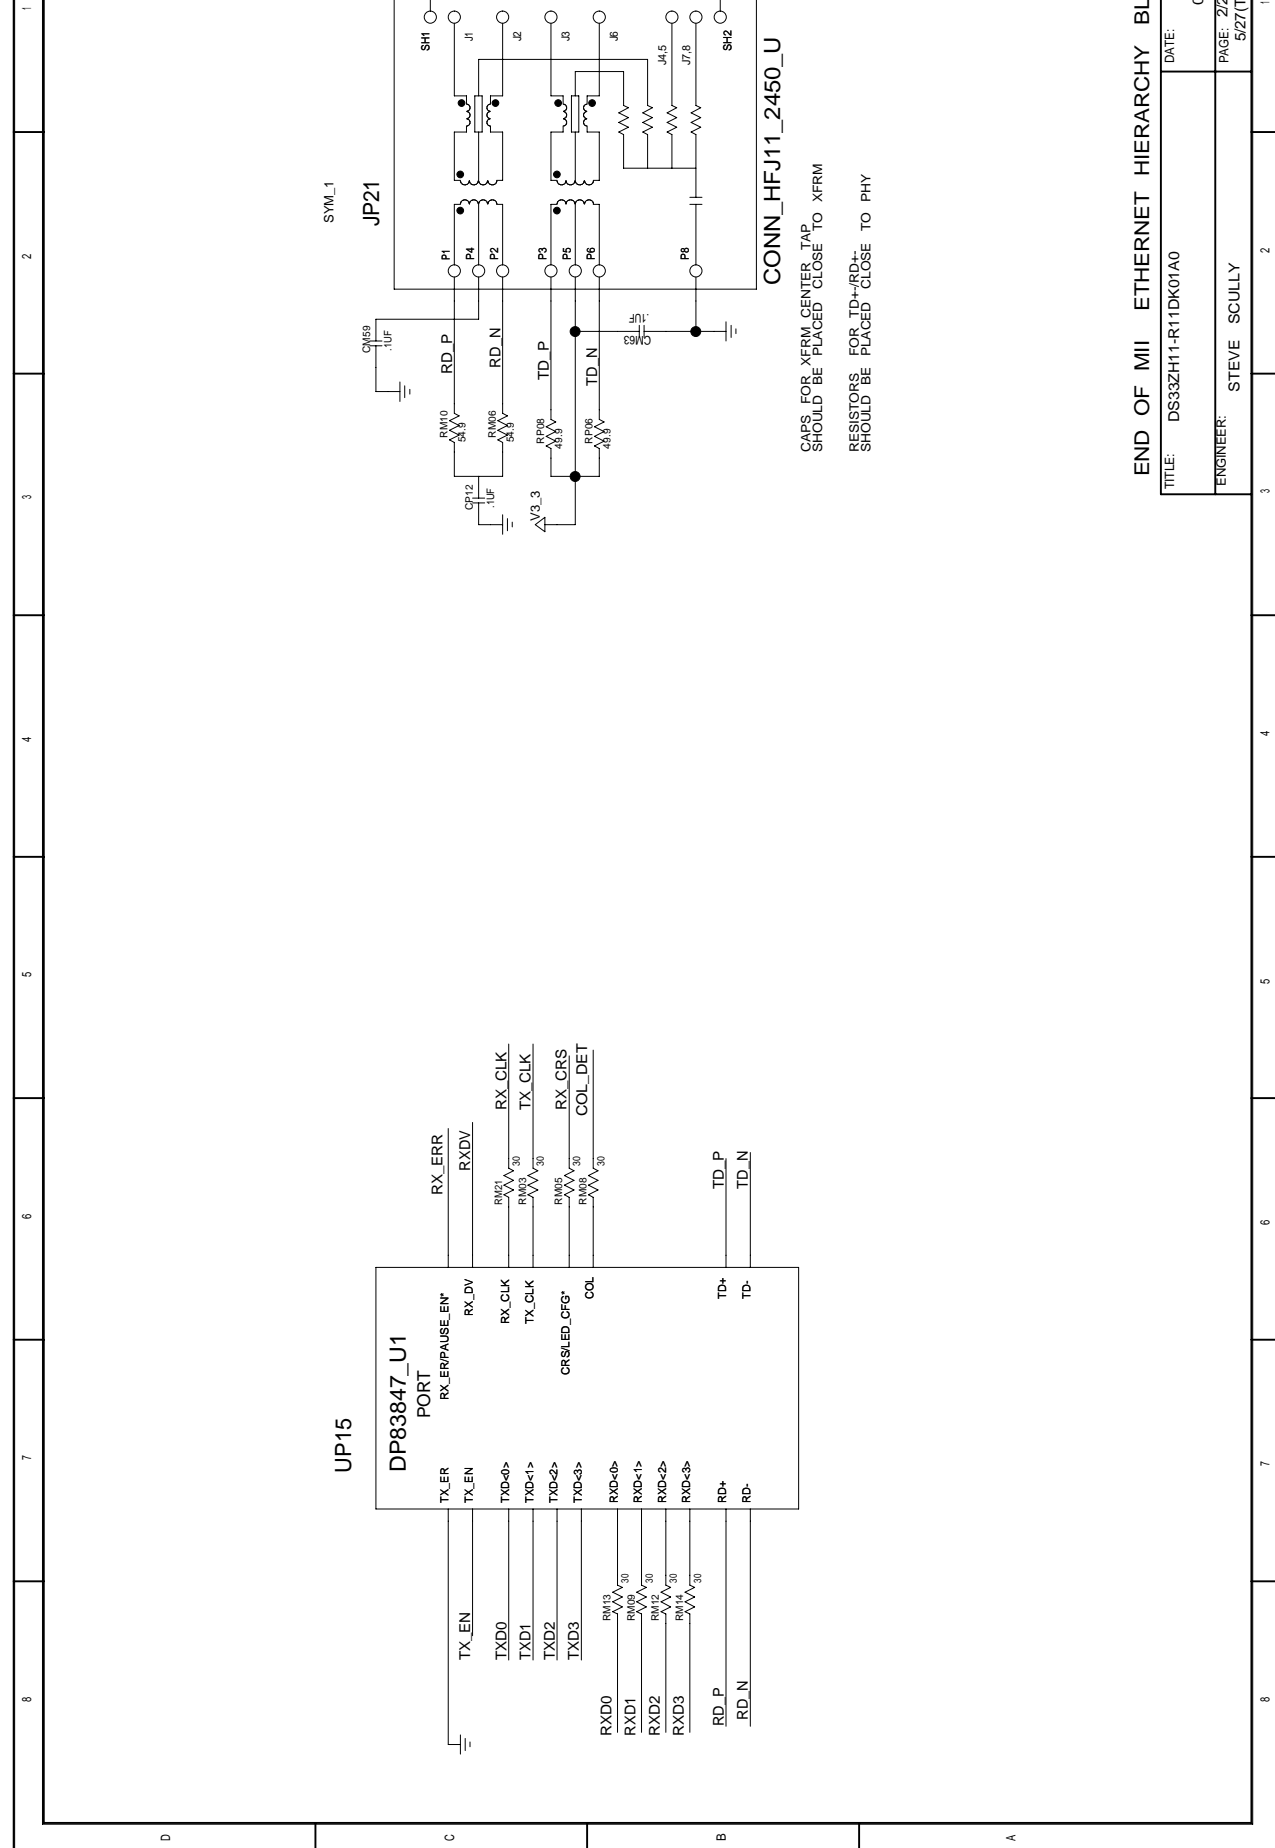 8 7 6 5 4 3 2 1
D
C
B
A
UP15
DP83847_U1
PORT
TX_ER
TX_EN
TXD<0>
TXD<1>
TXD<2>
TXD<3>
RXD<0>
RXD<1>
RXD<2>
RXD<3>
RD+
RD-
RX_ER/PAUSE_EN*
RX_DV
RX_CLK
TX_CLK
CRS/LED_CFG*
COL
TD+
TD-
TX_EN
TXD0
TXD1
TXD2
TXD3
RXD0
RXD1
RXD2
RXD3
RD_P
RD_N
RM13 30
RM09 30
RM12 30
RM14 30
RX_ERR
RXDV
RM21 30 RX_CLK
RM03 30 TX_CLK
RM05 30 RX_CRS
RM08 30 COL_DET
TD_P
TD_N
SYM_1
JP21
CM59
.1UF
RM10
54.9
RD_P
RM06
54.9
RD_N
CP12
.1UF
V3_3
RP08
49.9
TD_P
RP06
49.9
TD_N
CM63
.1UF
P1
P4
P2
P3
P5
P6
P8
SH1
J1
J2
J3
J6
J4,5
J7,8
SH2
CONN_HFJ11_2450_U
CAPS FOR XFRM CENTER TAP
SHOULD BE PLACED CLOSE TO XFRM
RESISTORS FOR TD+-/RD+-
SHOULD BE PLACED CLOSE TO PHY
END OF MII ETHERNET HIERARCHY
TITLE: DS33ZH11-R11DK01A0
DATE:
ENGINEER: STEVE SCULLY
PAGE:
8 7 6 5 4 3 2 1